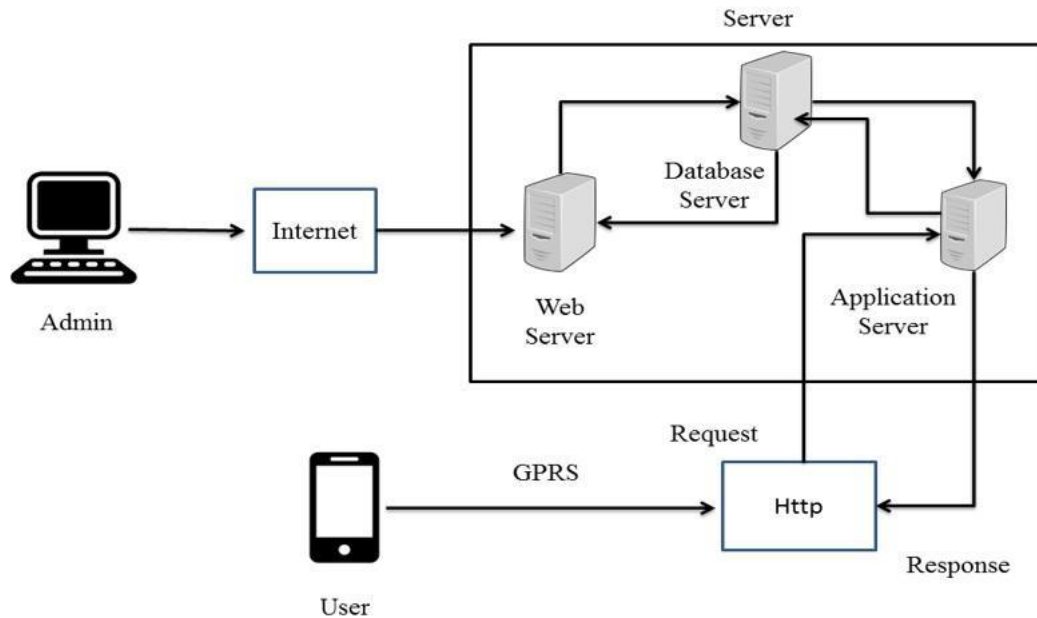 Server
Database
Server
Internet
Admin
Web
Server
Application
Server
Request
GPRS
Http
Response
User